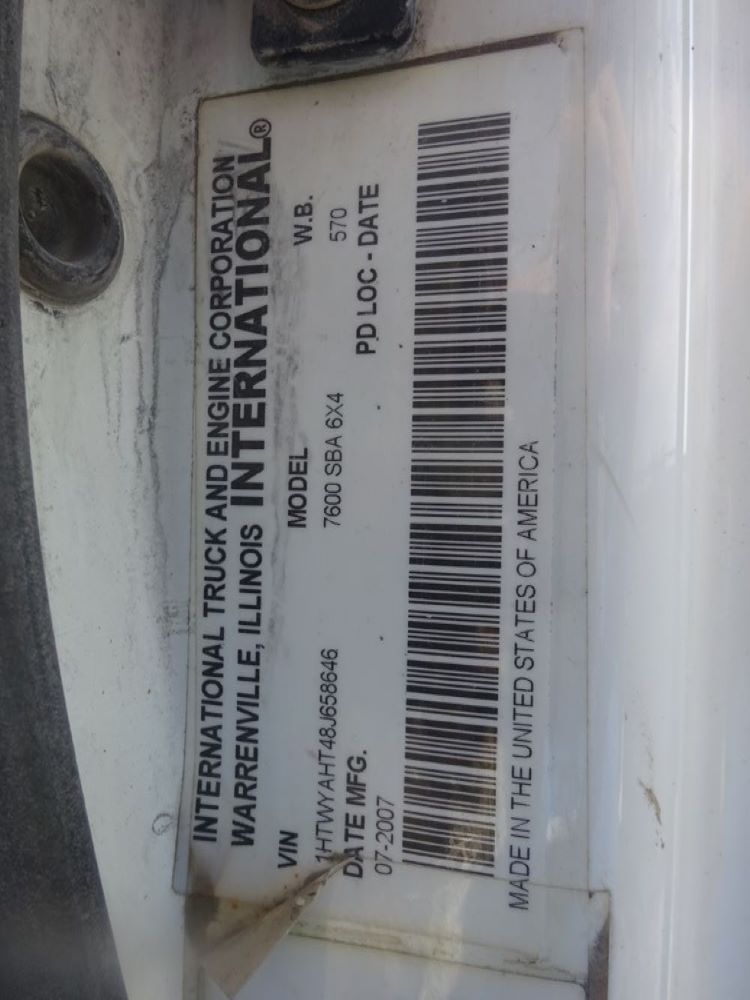 INTERNATIONAL TRUCK AND ENGINE CORPORATION
WARRENVILLE, ILLINOIS INTERNATIONAL®
VIN MODEL W.B.
1HTWYAHT48J658646 7600 SBA 6X4 570
DATE MFG. PD LOC - DATE
07-2007
MADE IN THE UNITED STATES OF AMERICA